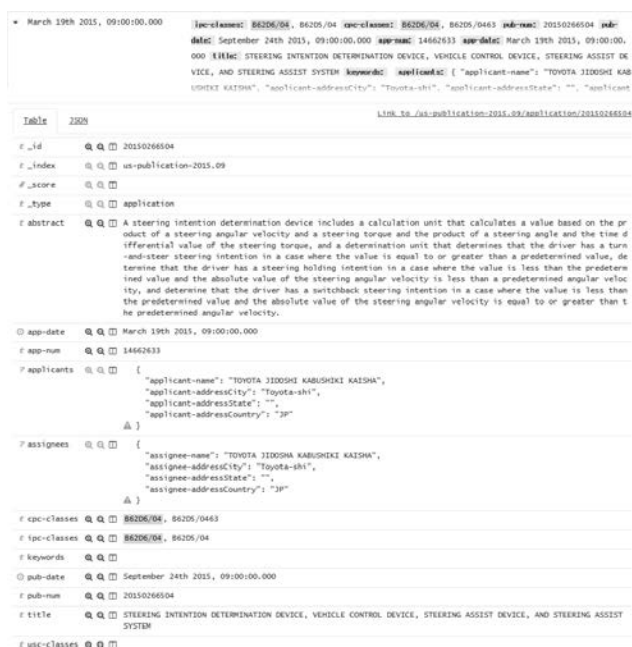 March 19th 2015, 09:00:00.000
ipc-classes: B62D6/04, B62D5/04 cpc-classes: B62D6/04, B62D5/0463 pub-num: 20150266504 pub-
date: September 24th 2015, 09:00:00.000 app-num: 14662633 app-date: March 19th 2015, 09:00:00.
000 title: STEERING INTENTION DETERMINATION DEVICE, VEHICLE CONTROL DEVICE, STEERING ASSIST DE
VICE, AND STEERING ASSIST SYSTEM keywords: applicants: { "applicant-name": "TOYOTA JIDOSHI KAB
USHIKI KAISHA", "applicant-addressCity": "Toyota-shi", "applicant-addressState": "", "applicant
Table JSON
Link to /us-publication-2015.09/application/20150266504
t _id 20150266504
t _index us-publication-2015.09
# _score
t _type application
t abstract A steering intention determination device includes a calculation unit that calculates a value based on the pr
oduct of a steering angular velocity and a steering torque and the product of a steering angle and the time d
ifferential value of the steering torque, and a determination unit that determines that the driver has a turn
-and-steer steering intention in a case where the value is equal to or greater than a predetermined value, de
termine that the driver has a steering holding intention in a case where the value is less than the predeterm
ined value and the absolute value of the steering angular velocity is less than a predetermined angular veloc
ity, and determine that the driver has a switchback steering intention in a case where the value is less than
the predetermined value and the absolute value of the steering angular velocity is equal to or greater than t
he predetermined angular velocity.
app-date March 19th 2015, 09:00:00.000
t app-num 14662633
? applicants {
"applicant-name": "TOYOTA JIDOSHI KABUSHIKI KAISHA",
"applicant-addressCity": "Toyota-shi",
"applicant-addressState": "",
"applicant-addressCountry": "JP"
}
? assignees {
"assignee-name": "TOYOTA JIDOSHA KABUSHIKI KAISHA",
"assignee-addressCity": "Toyota-shi",
"assignee-addressState": "",
"assignee-addressCountry": "JP"
}
t cpc-classes B62D6/04, B62D5/0463
t ipc-classes B62D6/04, B62D5/04
t keywords
pub-date September 24th 2015, 09:00:00.000
t pub-num 20150266504
t title STEERING INTENTION DETERMINATION DEVICE, VEHICLE CONTROL DEVICE, STEERING ASSIST DEVICE, AND STEERING ASSIST
SYSTEM
t usc-classes